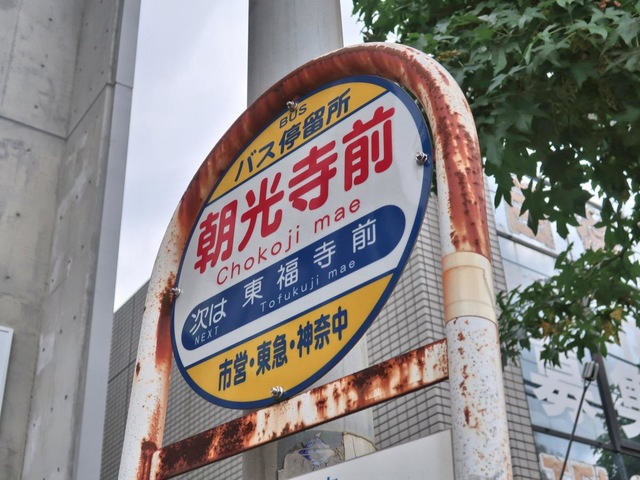 BUS
バス停留所
朝光寺前
Chokoji mae
次は 東福寺前
NEXT Tofukuji mae
市営・東急・神奈中